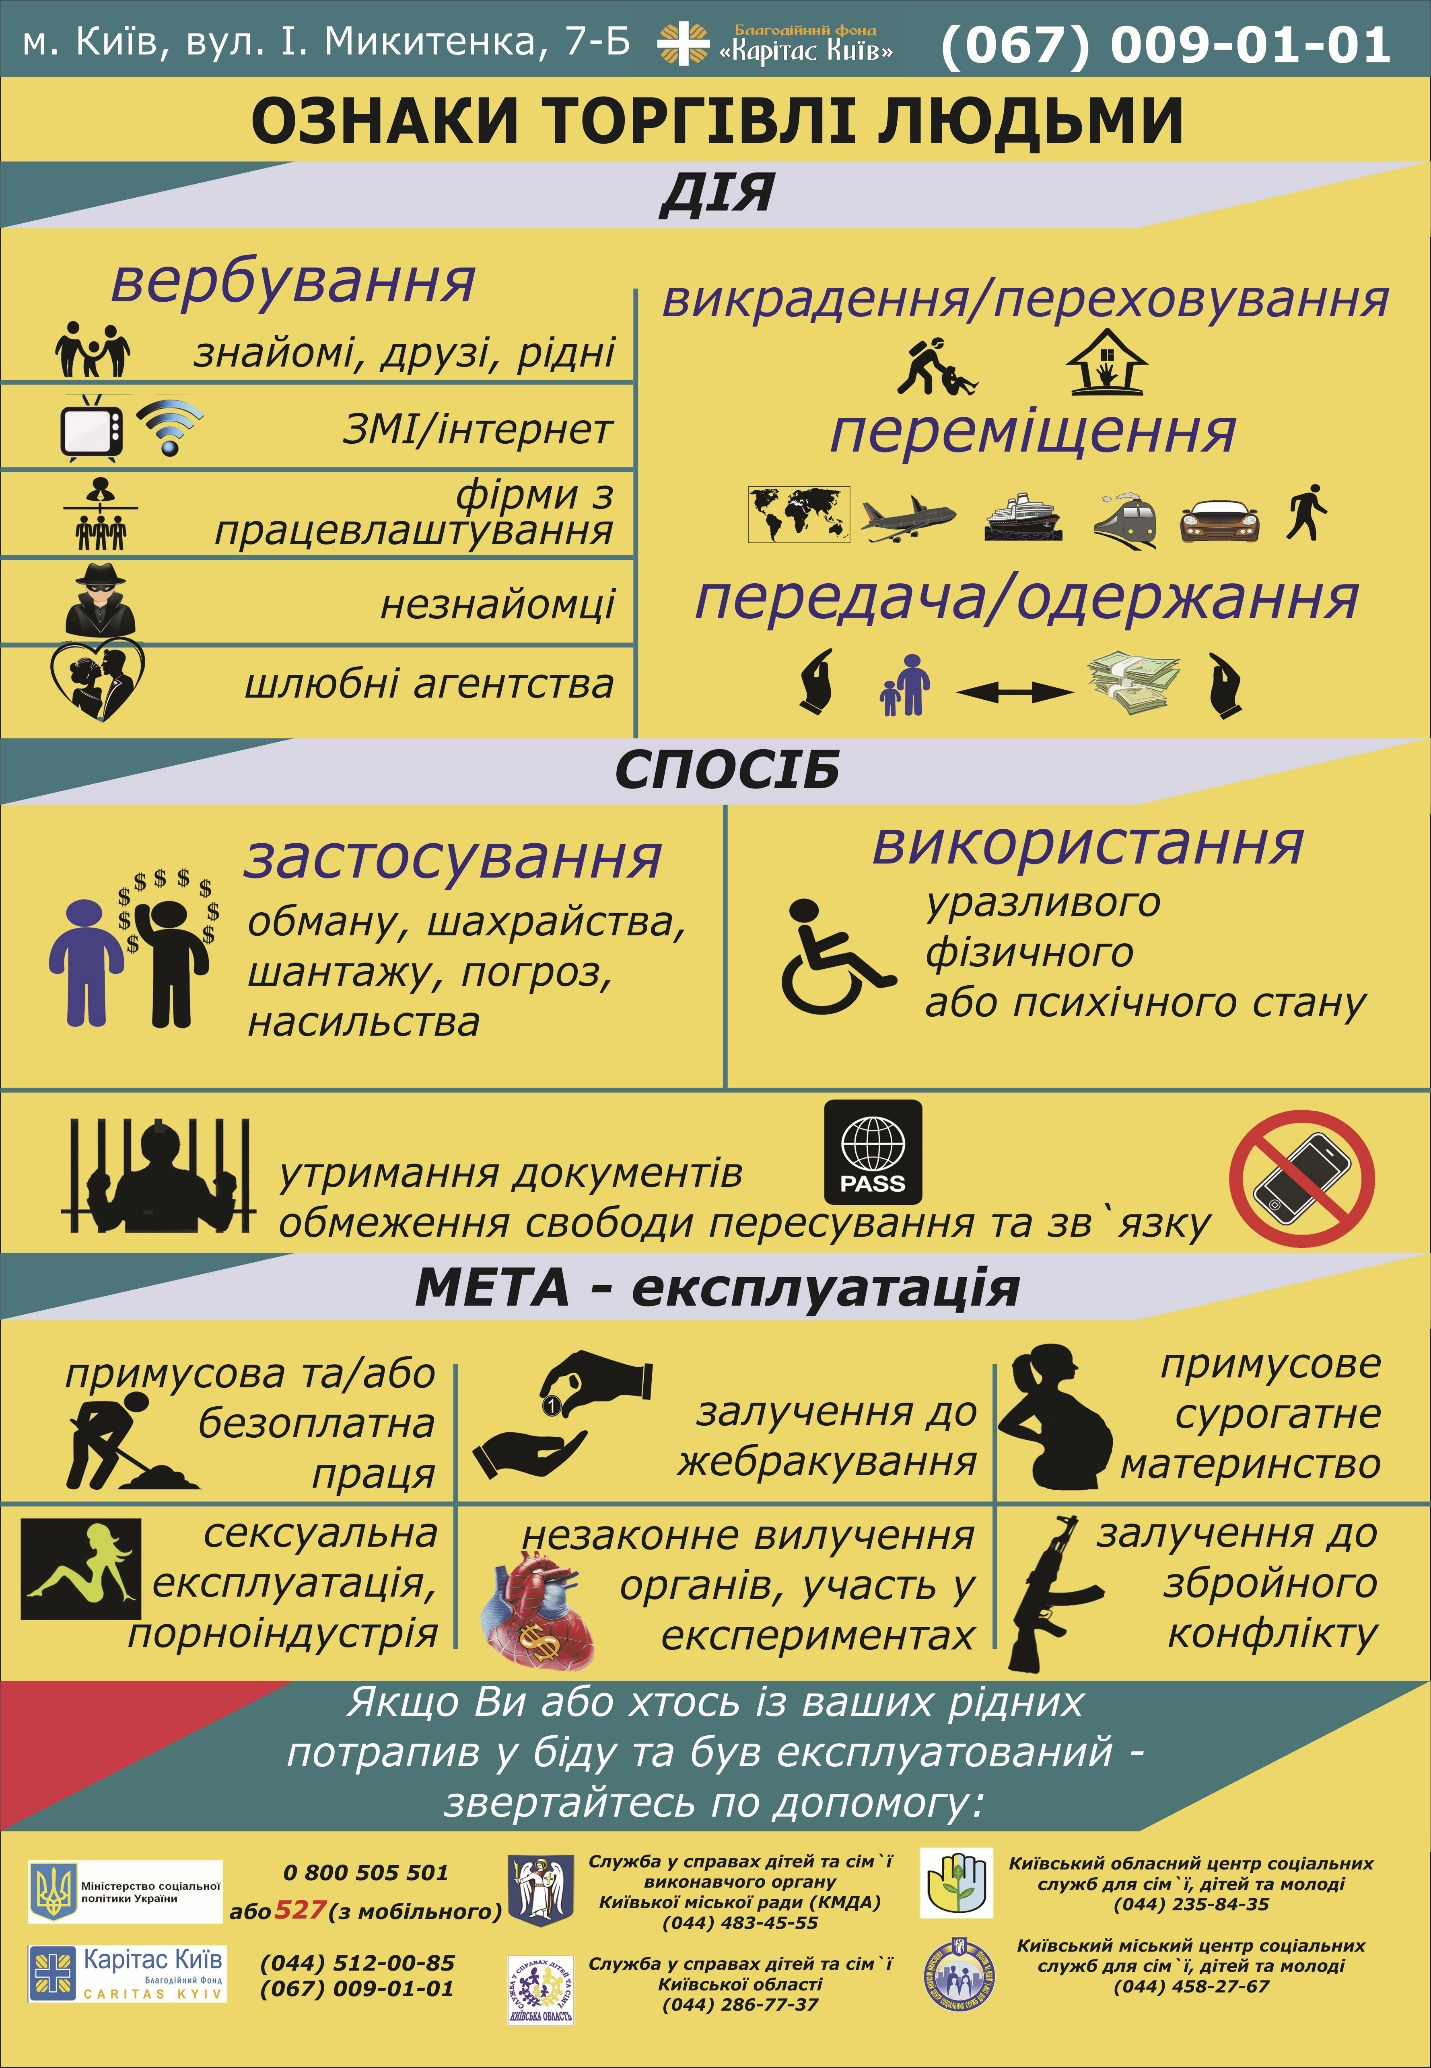 м. Київ, вул. І. Микитенка, 7-Б
Благодійний фонд
«Карітас Київ»
(067) 009-01-01
ОЗНАКИ ТОРГІВЛІ ЛЮДЬМИ
ДІЯ
вербування
знайомі, друзі, рідні
ЗМІ/інтернет
фірми з
працевлаштування
незнайомці
шлюбні агентства
викрадення/переховування
переміщення
передача/одержання
СПОСІБ
застосування
обману, шахрайства,
шантажу, погроз,
насильства
$ $ $ $ $ $ $ $ $ $
використання
уразливого
фізичного
або психічного стану
утримання документів
PASS
обмеження свободи пересування та зв`язку
МЕТА - експлуатація
примусова та/або
безоплатна
праця
1
залучення до
жебракування
примусове
сурогатне
материнство
сексуальна
експлуатація,
порноіндустрія
незаконне вилучення
органів, участь у
експериментах
$
залучення до
збройного
конфлікту
Якщо Ви або хтось із ваших рідних
потрапив у біду та був експлуатований -
звертайтесь по допомогу:
Міністерство соціальної
політики України
0 800 505 501
або 527 (з мобільного)
Карітас Київ
Благодійний Фонд
CARITAS KYIV
(044) 512-00-85
(067) 009-01-01
Служба у справах дітей та сім`ї
виконавчого органу
Київької міської ради (КМДА)
(044) 483-45-55
СЛУЖБА У СПРАВАХ ДІТЕЙ ТА СІМ'Ї
КИЇВСЬКА ОБЛАСТЬ
Служба у справах дітей та сім`ї
Київської області
(044) 286-77-37
Київський обласний центр соціальних
служб для сім`ї, дітей та молоді
(044) 235-84-35
Київський міський центр соціальних
служб для сім`ї, дітей та молоді
(044) 458-27-67